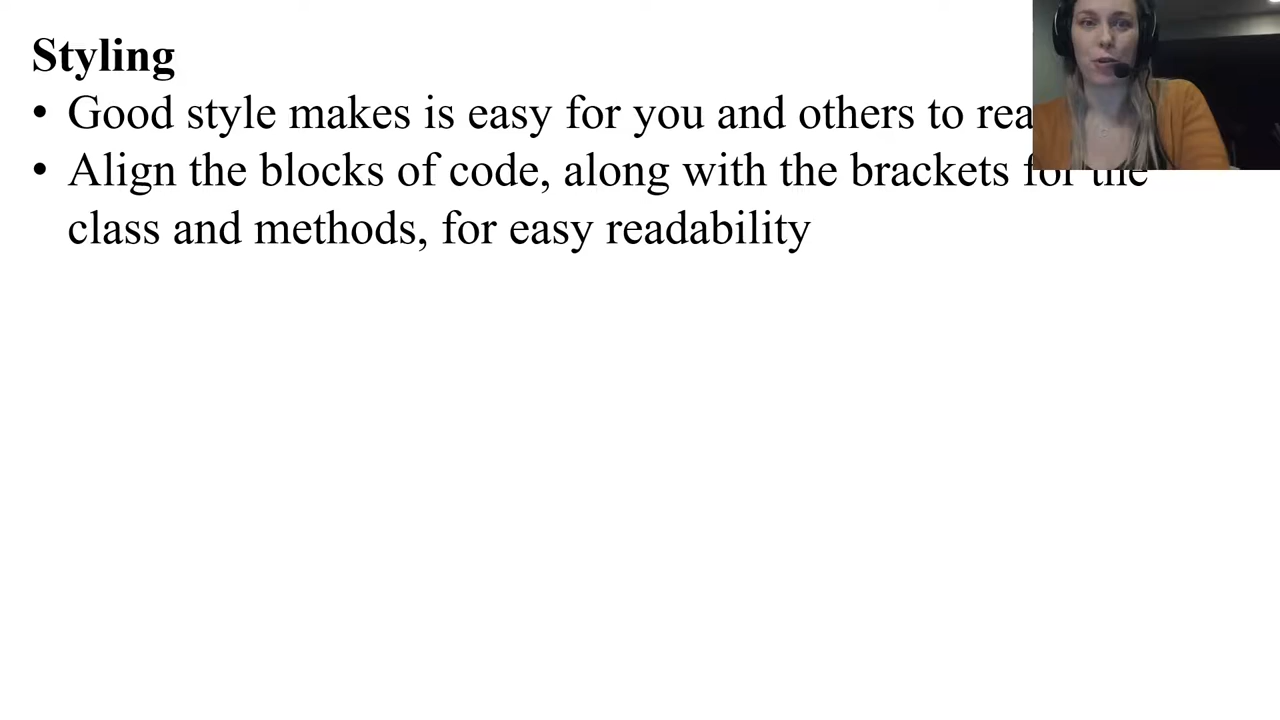 Styling
• Good style makes is easy for you and others to
• Align the blocks of code, along with the brackets for the
class and methods, for easy readability